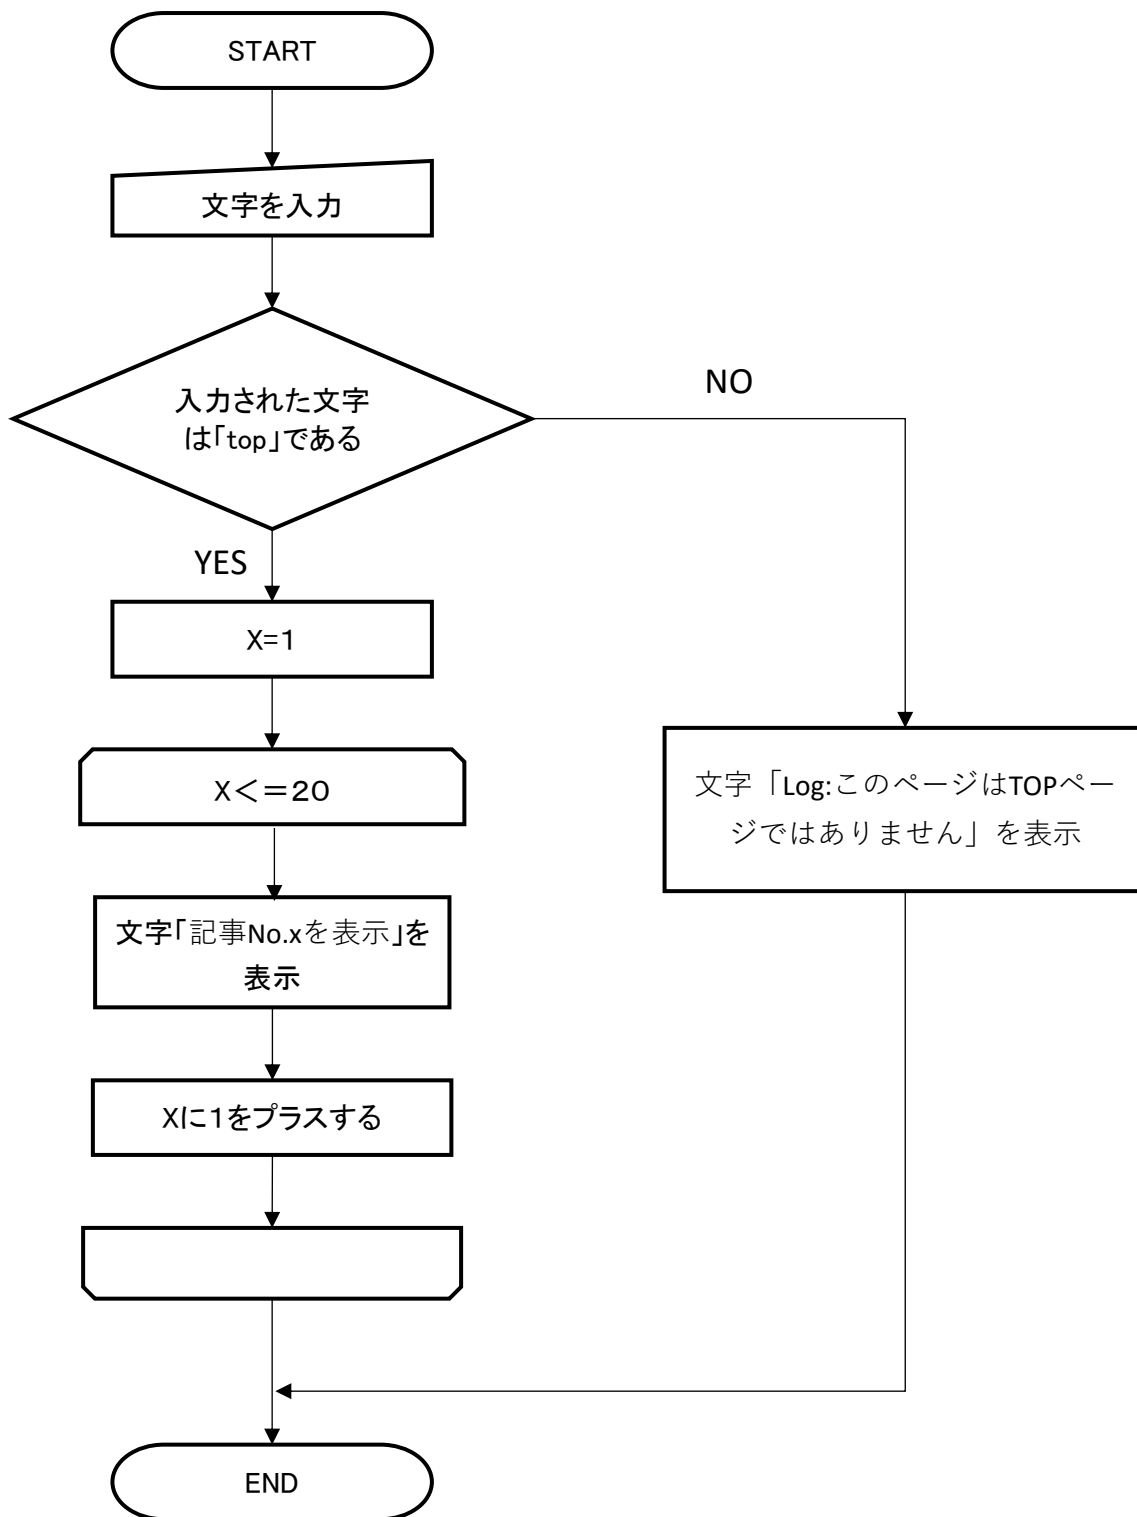 START
文字を入力
入力された文字
は「top」である
NO
YES
X=1
X<=20
文字「Log:このページはTOPペー
ジではありません」を表示
文字「記事No.xを表示」を
表示
Xに1をプラスする
END